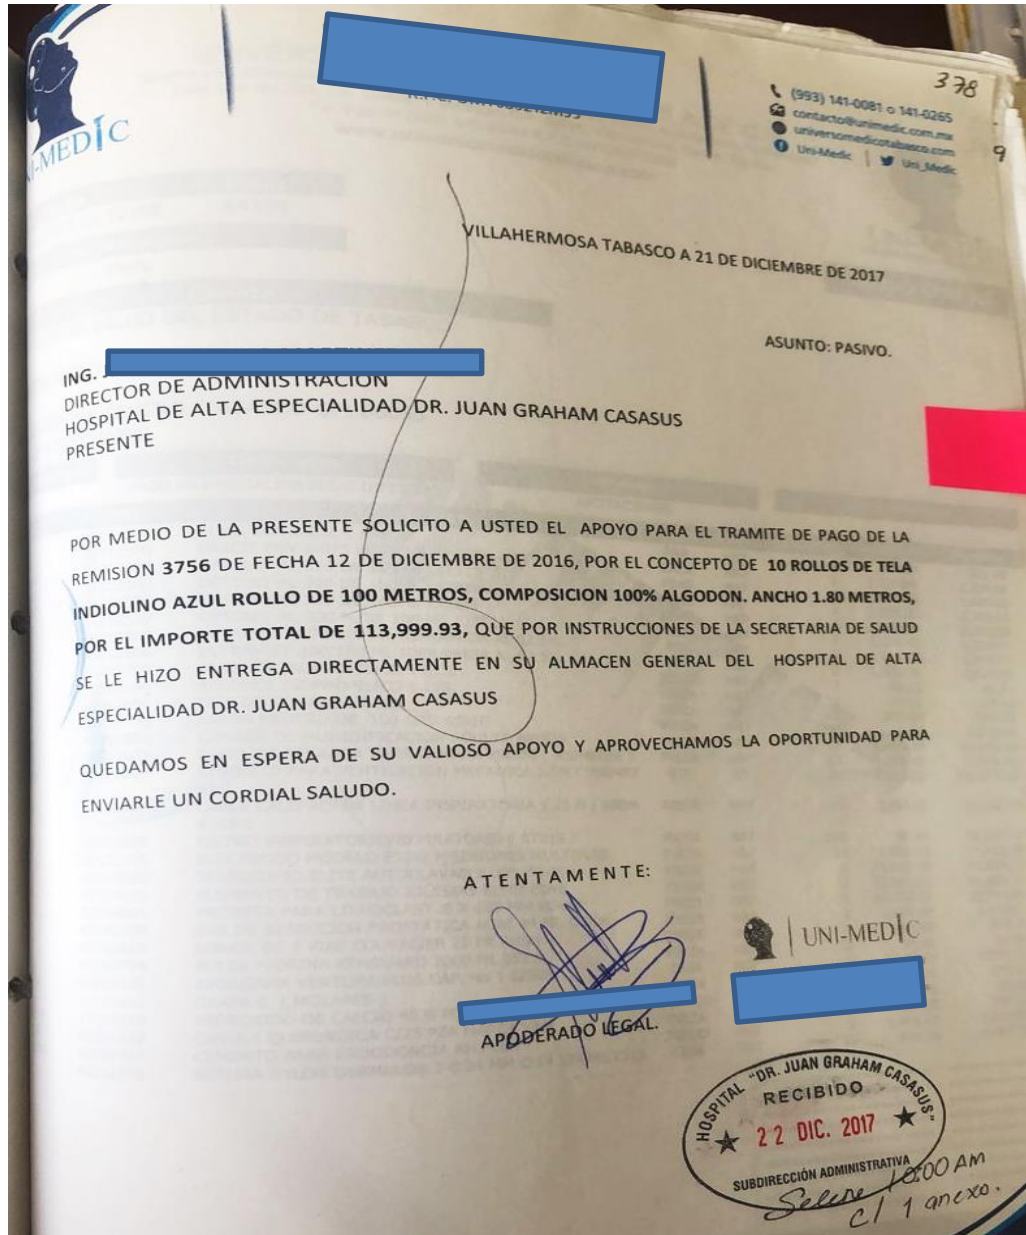 378
9
UNI-MEDIC
(993) 141-0081 o 141-0265
contacto@unimedic.com.mx
universomedicotabasco.com
Uni-Medic | Uni_Medic
VILLAHERMOSA TABASCO A 21 DE DICIEMBRE DE 2017
ASUNTO: PASIVO.
ING.
DIRECTOR DE ADMINISTRACION
HOSPITAL DE ALTA ESPECIALIDAD DR. JUAN GRAHAM CASASUS
PRESENTE
POR MEDIO DE LA PRESENTE SOLICITO A USTED EL APOYO PARA EL TRAMITE DE PAGO DE LA
REMISION 3756 DE FECHA 12 DE DICIEMBRE DE 2016, POR EL CONCEPTO DE 10 ROLLOS DE TELA
INDIOLINO AZUL ROLLO DE 100 METROS, COMPOSICION 100% ALGODON. ANCHO 1.80 METROS,
POR EL IMPORTE TOTAL DE 113,999.93, QUE POR INSTRUCCIONES DE LA SECRETARIA DE SALUD
SE LE HIZO ENTREGA DIRECTAMENTE EN SU ALMACEN GENERAL DEL HOSPITAL DE ALTA
ESPECIALIDAD DR. JUAN GRAHAM CASASUS
QUEDAMOS EN ESPERA DE SU VALIOSO APOYO Y APROVECHAMOS LA OPORTUNIDAD PARA
ENVIARLE UN CORDIAL SALUDO.
ATENTAMENTE:
UNI-MEDIC
APODERADO LEGAL.
HOSPITAL "DR. JUAN GRAHAM CASASUS"
RECIBIDO
22 DIC. 2017
SUBDIRECCIÓN ADMINISTRATIVA
Selene 10:00 AM
c/ 1 anexo.